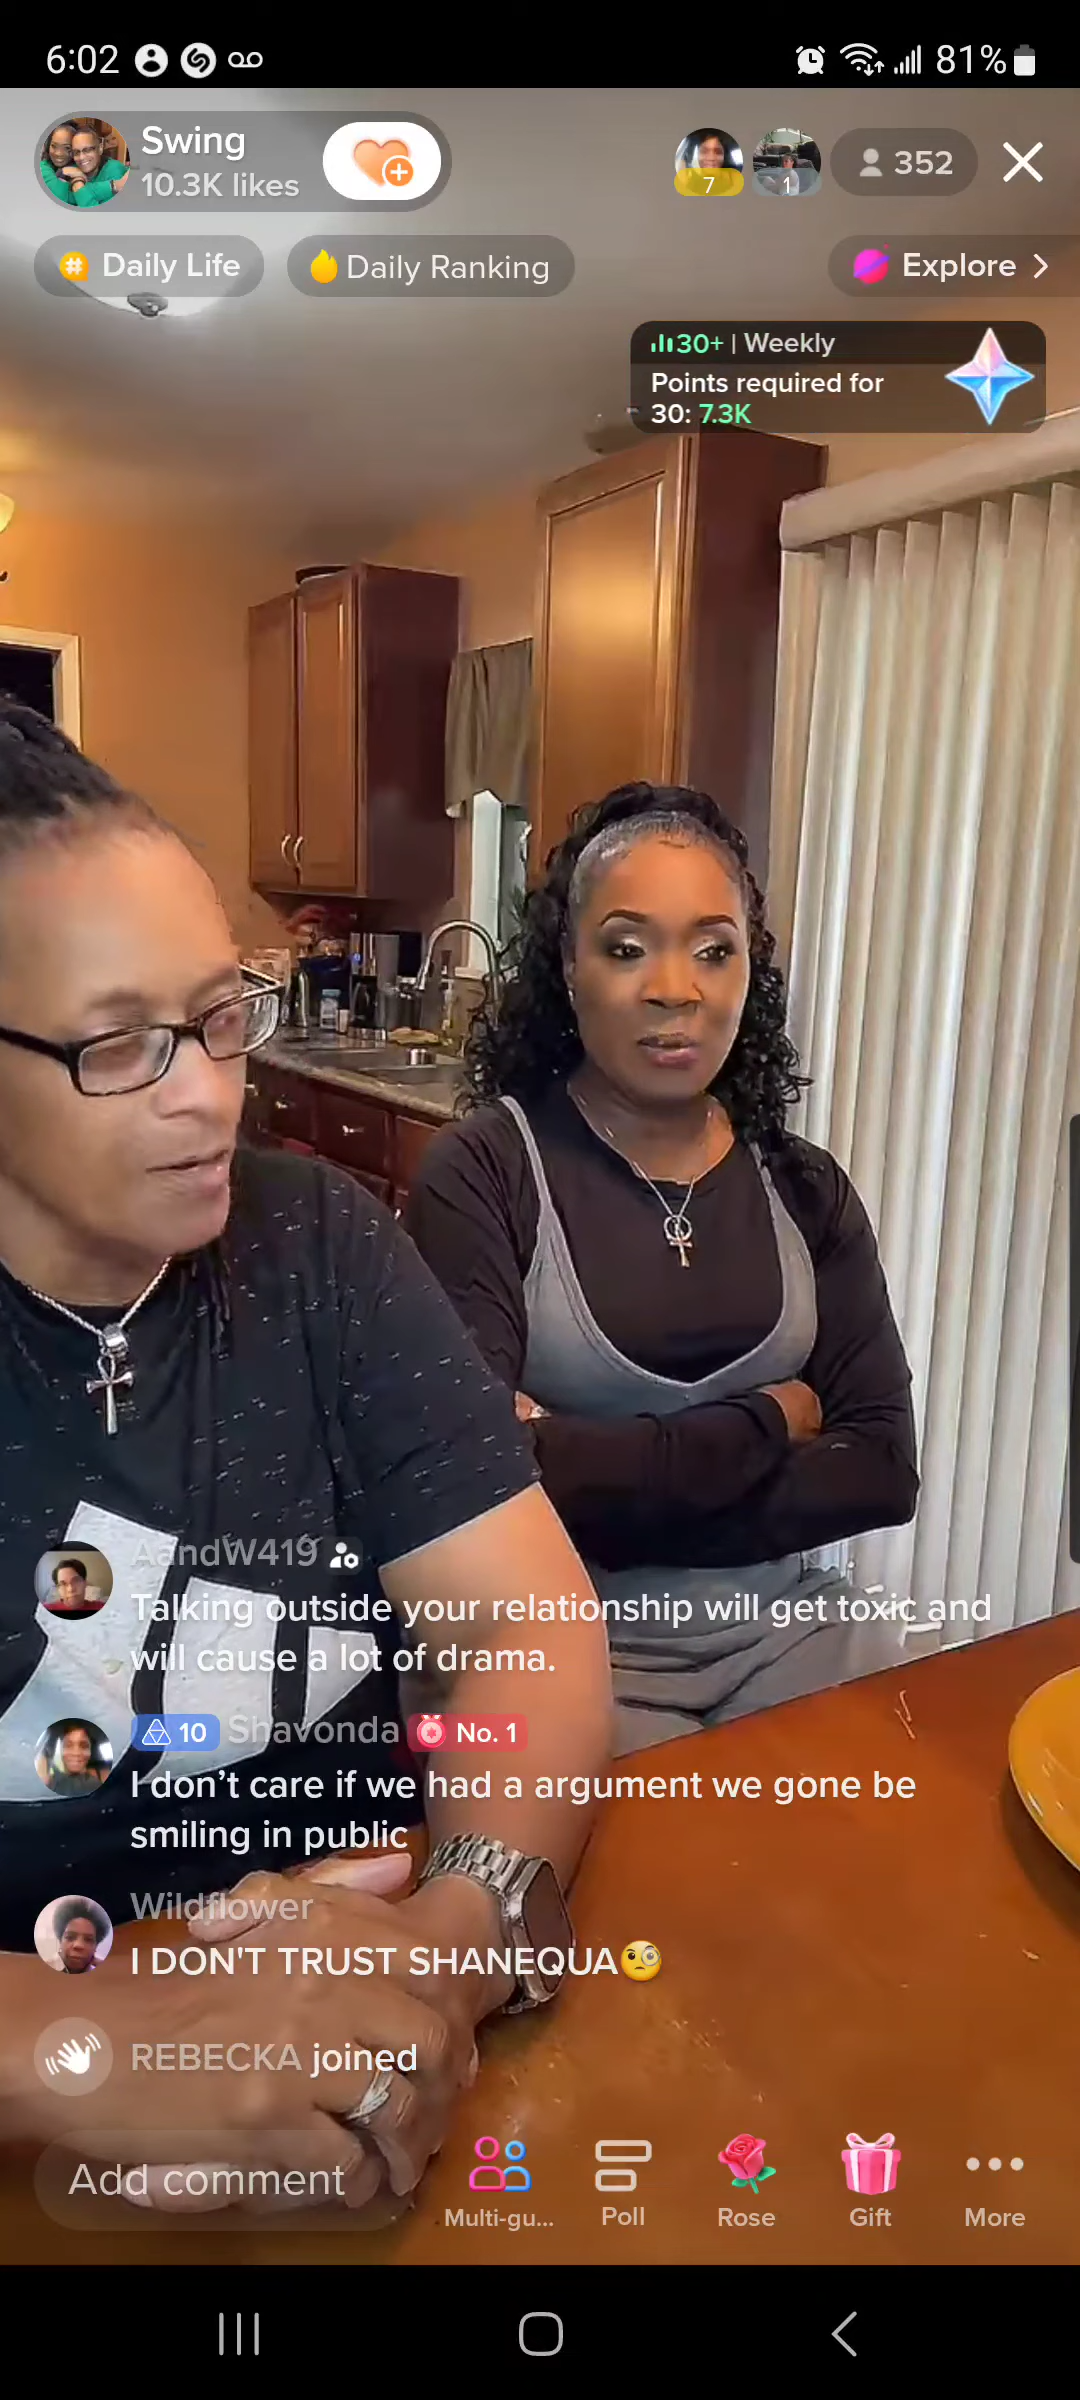 6:02 81%
Swing
10.3K likes
7 1 352
Daily Life Daily Ranking Explore
30+ | Weekly
Points required for
30: 7.3K
AandW419
Talking outside your relationship will get toxic and
will cause a lot of drama.
10 Shavonda No. 1
I don’t care if we had a argument we gone be
smiling in public
Wildflower
I DON'T TRUST SHANEQUA🧐
REBECKA joined
Add comment
Multi-gu... Poll Rose Gift More